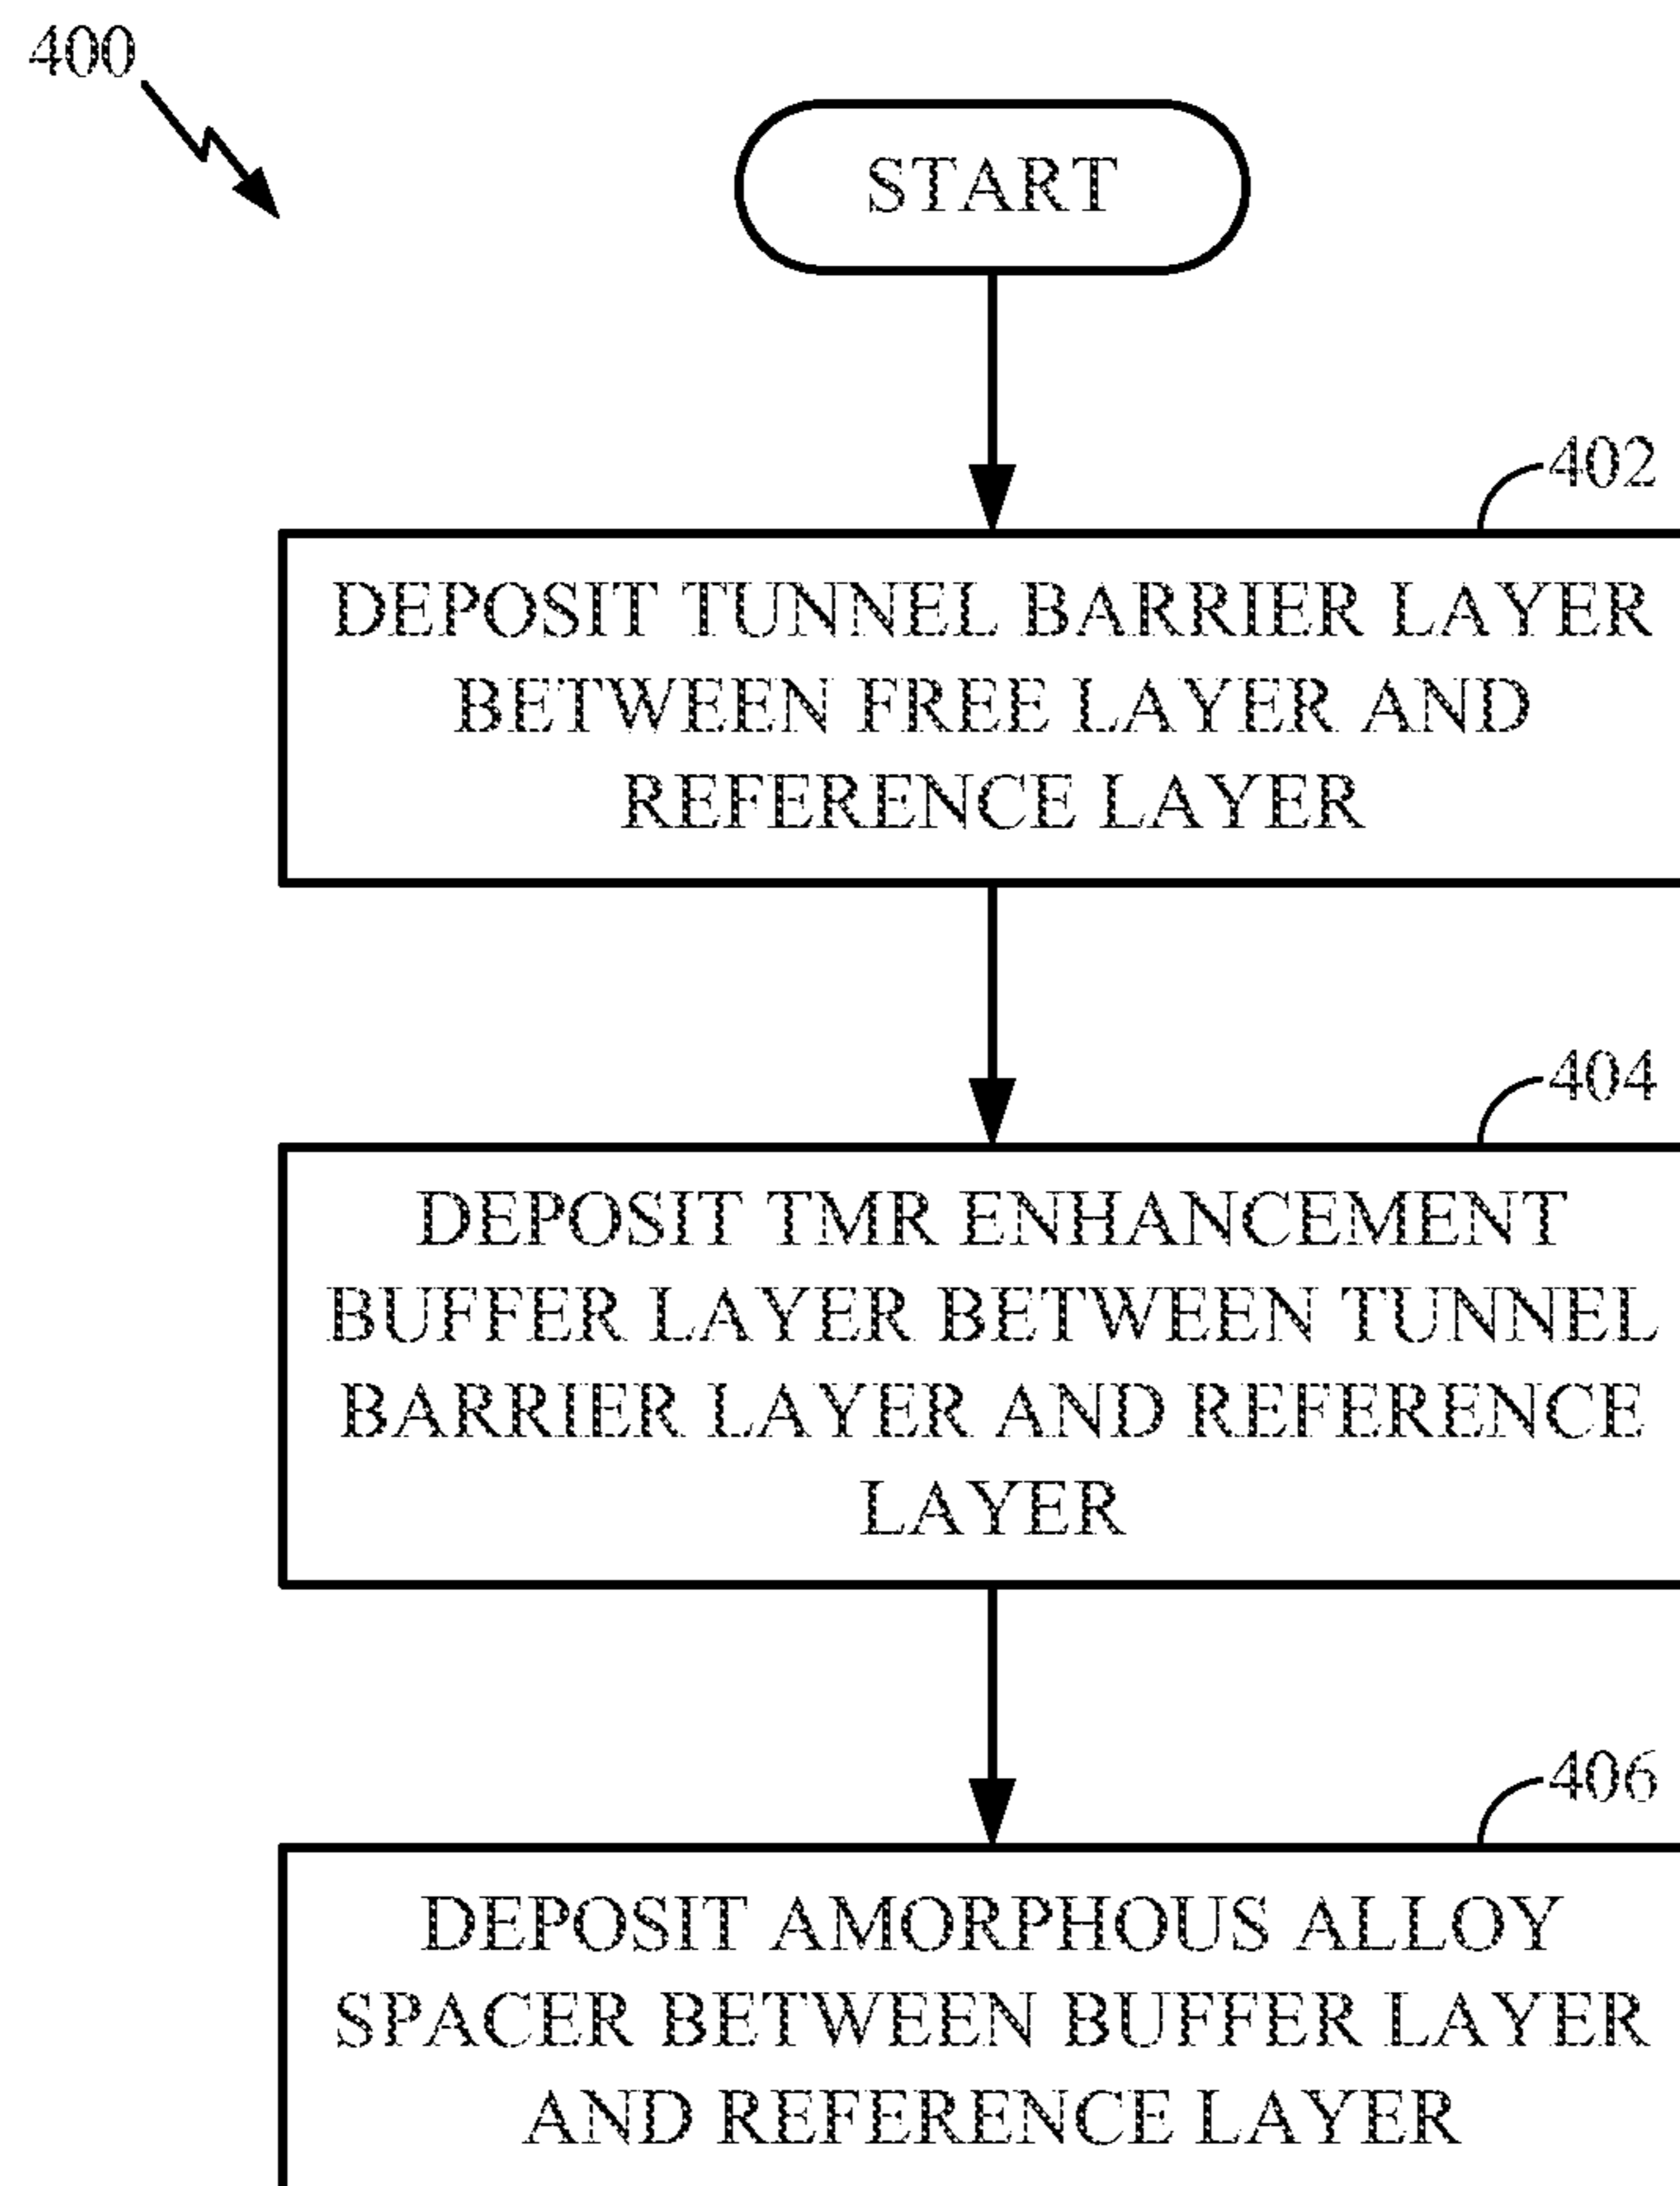 400
START
402
DEPOSIT TUNNEL BARRIER LAYER
BETWEEN FREE LAYER AND
REFERENCE LAYER
404
DEPOSIT TMR ENHANCEMENT
BUFFER LAYER BETWEEN TUNNEL
BARRIER LAYER AND REFERENCE
LAYER
406
DEPOSIT AMORPHOUS ALLOY
SPACER BETWEEN BUFFER LAYER
AND REFERENCE LAYER